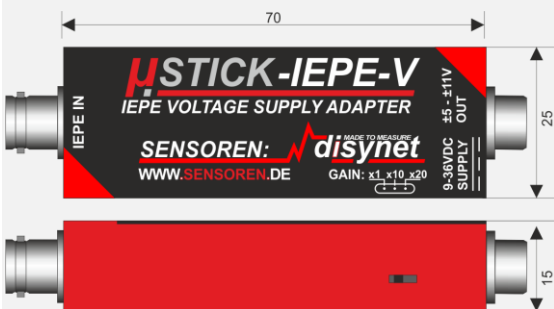 70
µSTICK-IEPE-V
IEPE VOLTAGE SUPPLY ADAPTER
IEPE IN
±5 - ±11V
OUT
9-36VDC
SUPPLY
SENSOREN:
MADE TO MEASURE
disynet
WWW.SENSOREN.DE
GAIN: x1 x10 x20
25
15